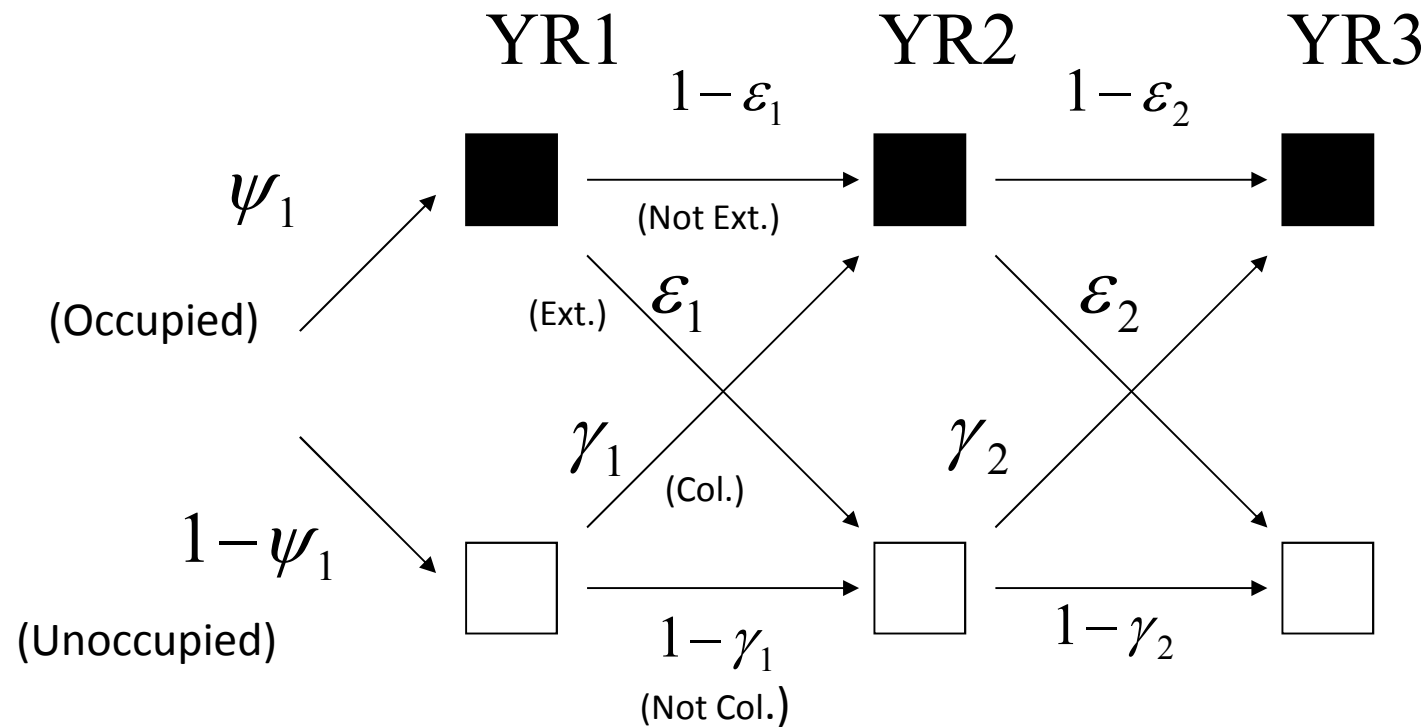 YR1 YR2 YR3
1−ε₁ 1−ε₂
ψ₁
(Not Ext.)
(Occupied)
(Ext.) ε₁ ε₂
γ₁ γ₂
(Col.)
1−ψ₁
(Unoccupied)
1−γ₁ 1−γ₂
(Not Col.)